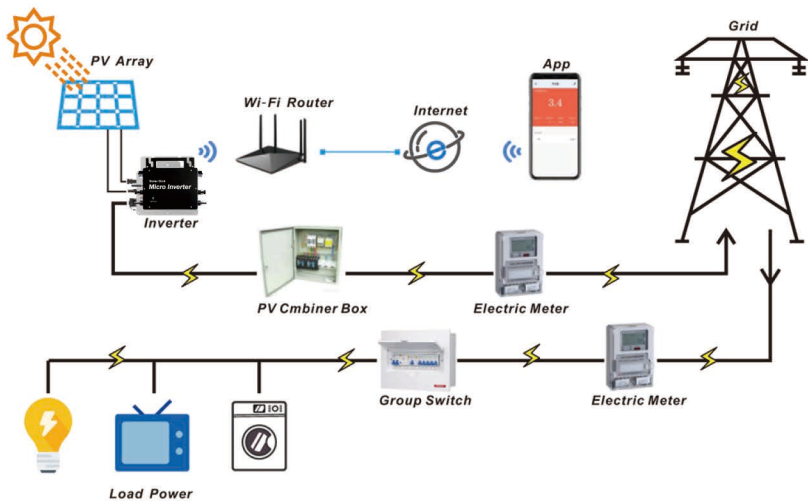 Grid
PV Array
App
Wi-Fi Router
Internet
3.4
Micro Inverter
Inverter
PV Cmbiner Box
Electric Meter
Group Switch
Electric Meter
Load Power